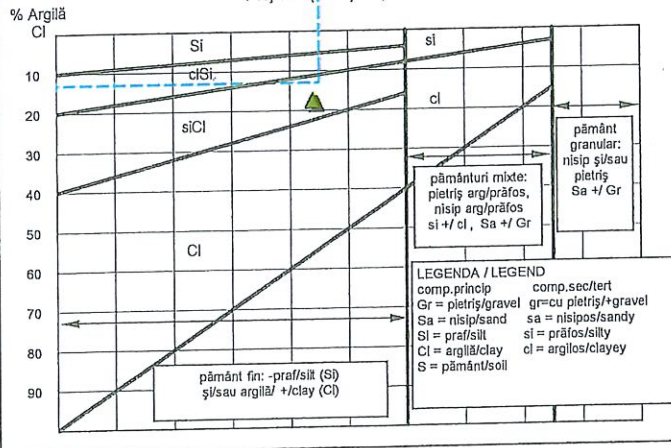 % Argilă
Cl
Si
si
10
clSi
20
siCl
cl
30
40
50
Cl
60
70
80
90
pământ
granular:
nisip şi/sau
pietriş
Sa +/ Gr
pământuri mixte:
pietriş arg/prăfos,
nisip arg/prăfos
si +/ cl , Sa +/ Gr
LEGENDA / LEGEND
comp.princip comp.sec/tert
Gr = pietriş/gravel gr=cu pietriş/+gravel
Sa = nisip/sand sa = nisipos/sandy
Si = praf/silt si = prăfos/silty
Cl = argilă/clay cl = argilos/clayey
S = pământ/soil
pământ fin: -praf/silt (Si)
şi/sau argilă/ +/clay (Cl)